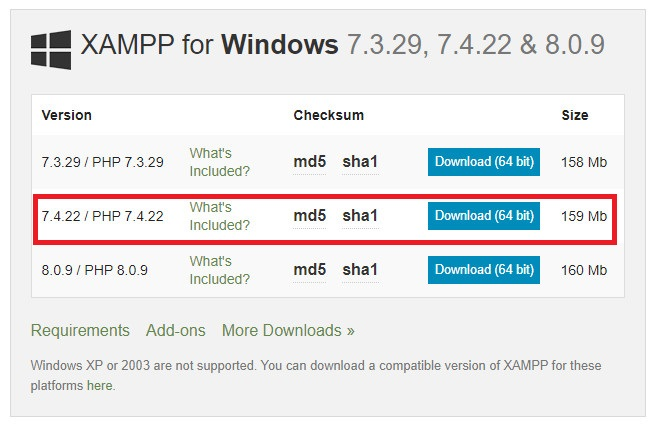 XAMPP for Windows 7.3.29, 7.4.22 & 8.0.9
Version Checksum Size
7.3.29 / PHP 7.3.29 What's Included? md5 sha1 Download (64 bit) 158 Mb
7.4.22 / PHP 7.4.22 What's Included? md5 sha1 Download (64 bit) 159 Mb
8.0.9 / PHP 8.0.9 What's Included? md5 sha1 Download (64 bit) 160 Mb
Requirements Add-ons More Downloads »
Windows XP or 2003 are not supported. You can download a compatible version of XAMPP for these
platforms here.